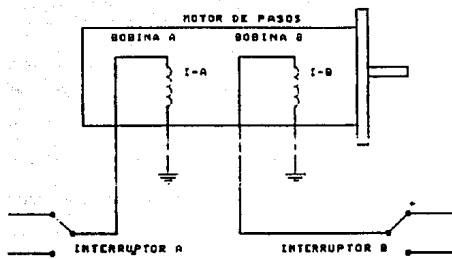 MOTOR DE PASOS
BOBINA A BOBINA B
I-A I-B
+
INTERRUPTOR A INTERRUPTOR B